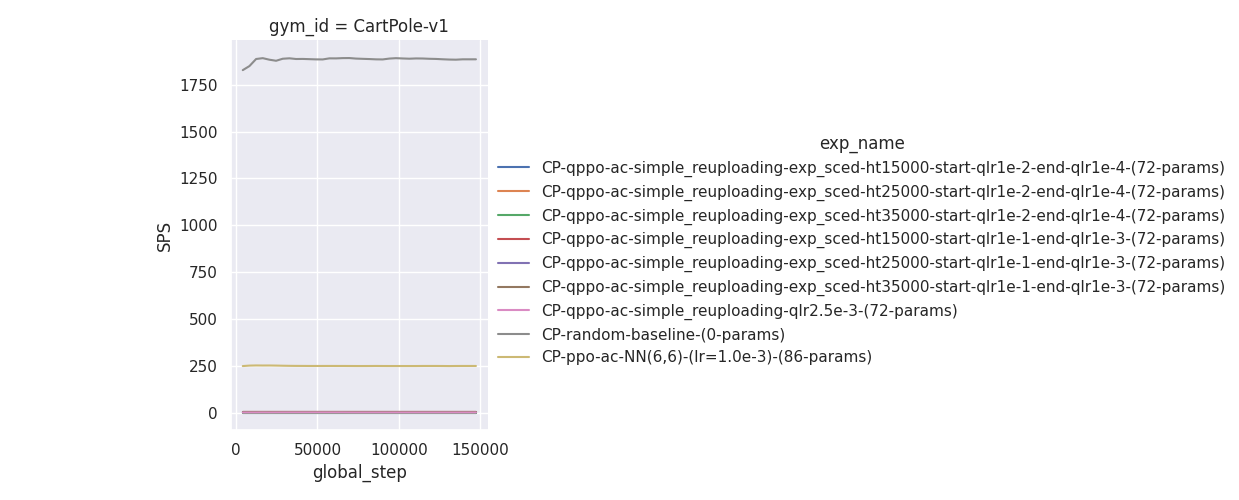 gym_id = CartPole-v1
SPS
1750
1500
1250
1000
750
500
250
0
0 50000 100000 150000
global_step
exp_name
CP-qppo-ac-simple_reuploading-exp_sced-ht15000-start-qlr1e-2-end-qlr1e-4-(72-params)
CP-qppo-ac-simple_reuploading-exp_sced-ht25000-start-qlr1e-2-end-qlr1e-4-(72-params)
CP-qppo-ac-simple_reuploading-exp_sced-ht35000-start-qlr1e-2-end-qlr1e-4-(72-params)
CP-qppo-ac-simple_reuploading-exp_sced-ht15000-start-qlr1e-1-end-qlr1e-3-(72-params)
CP-qppo-ac-simple_reuploading-exp_sced-ht25000-start-qlr1e-1-end-qlr1e-3-(72-params)
CP-qppo-ac-simple_reuploading-exp_sced-ht35000-start-qlr1e-1-end-qlr1e-3-(72-params)
CP-qppo-ac-simple_reuploading-qlr2.5e-3-(72-params)
CP-random-baseline-(0-params)
CP-ppo-ac-NN(6,6)-(lr=1.0e-3)-(86-params)